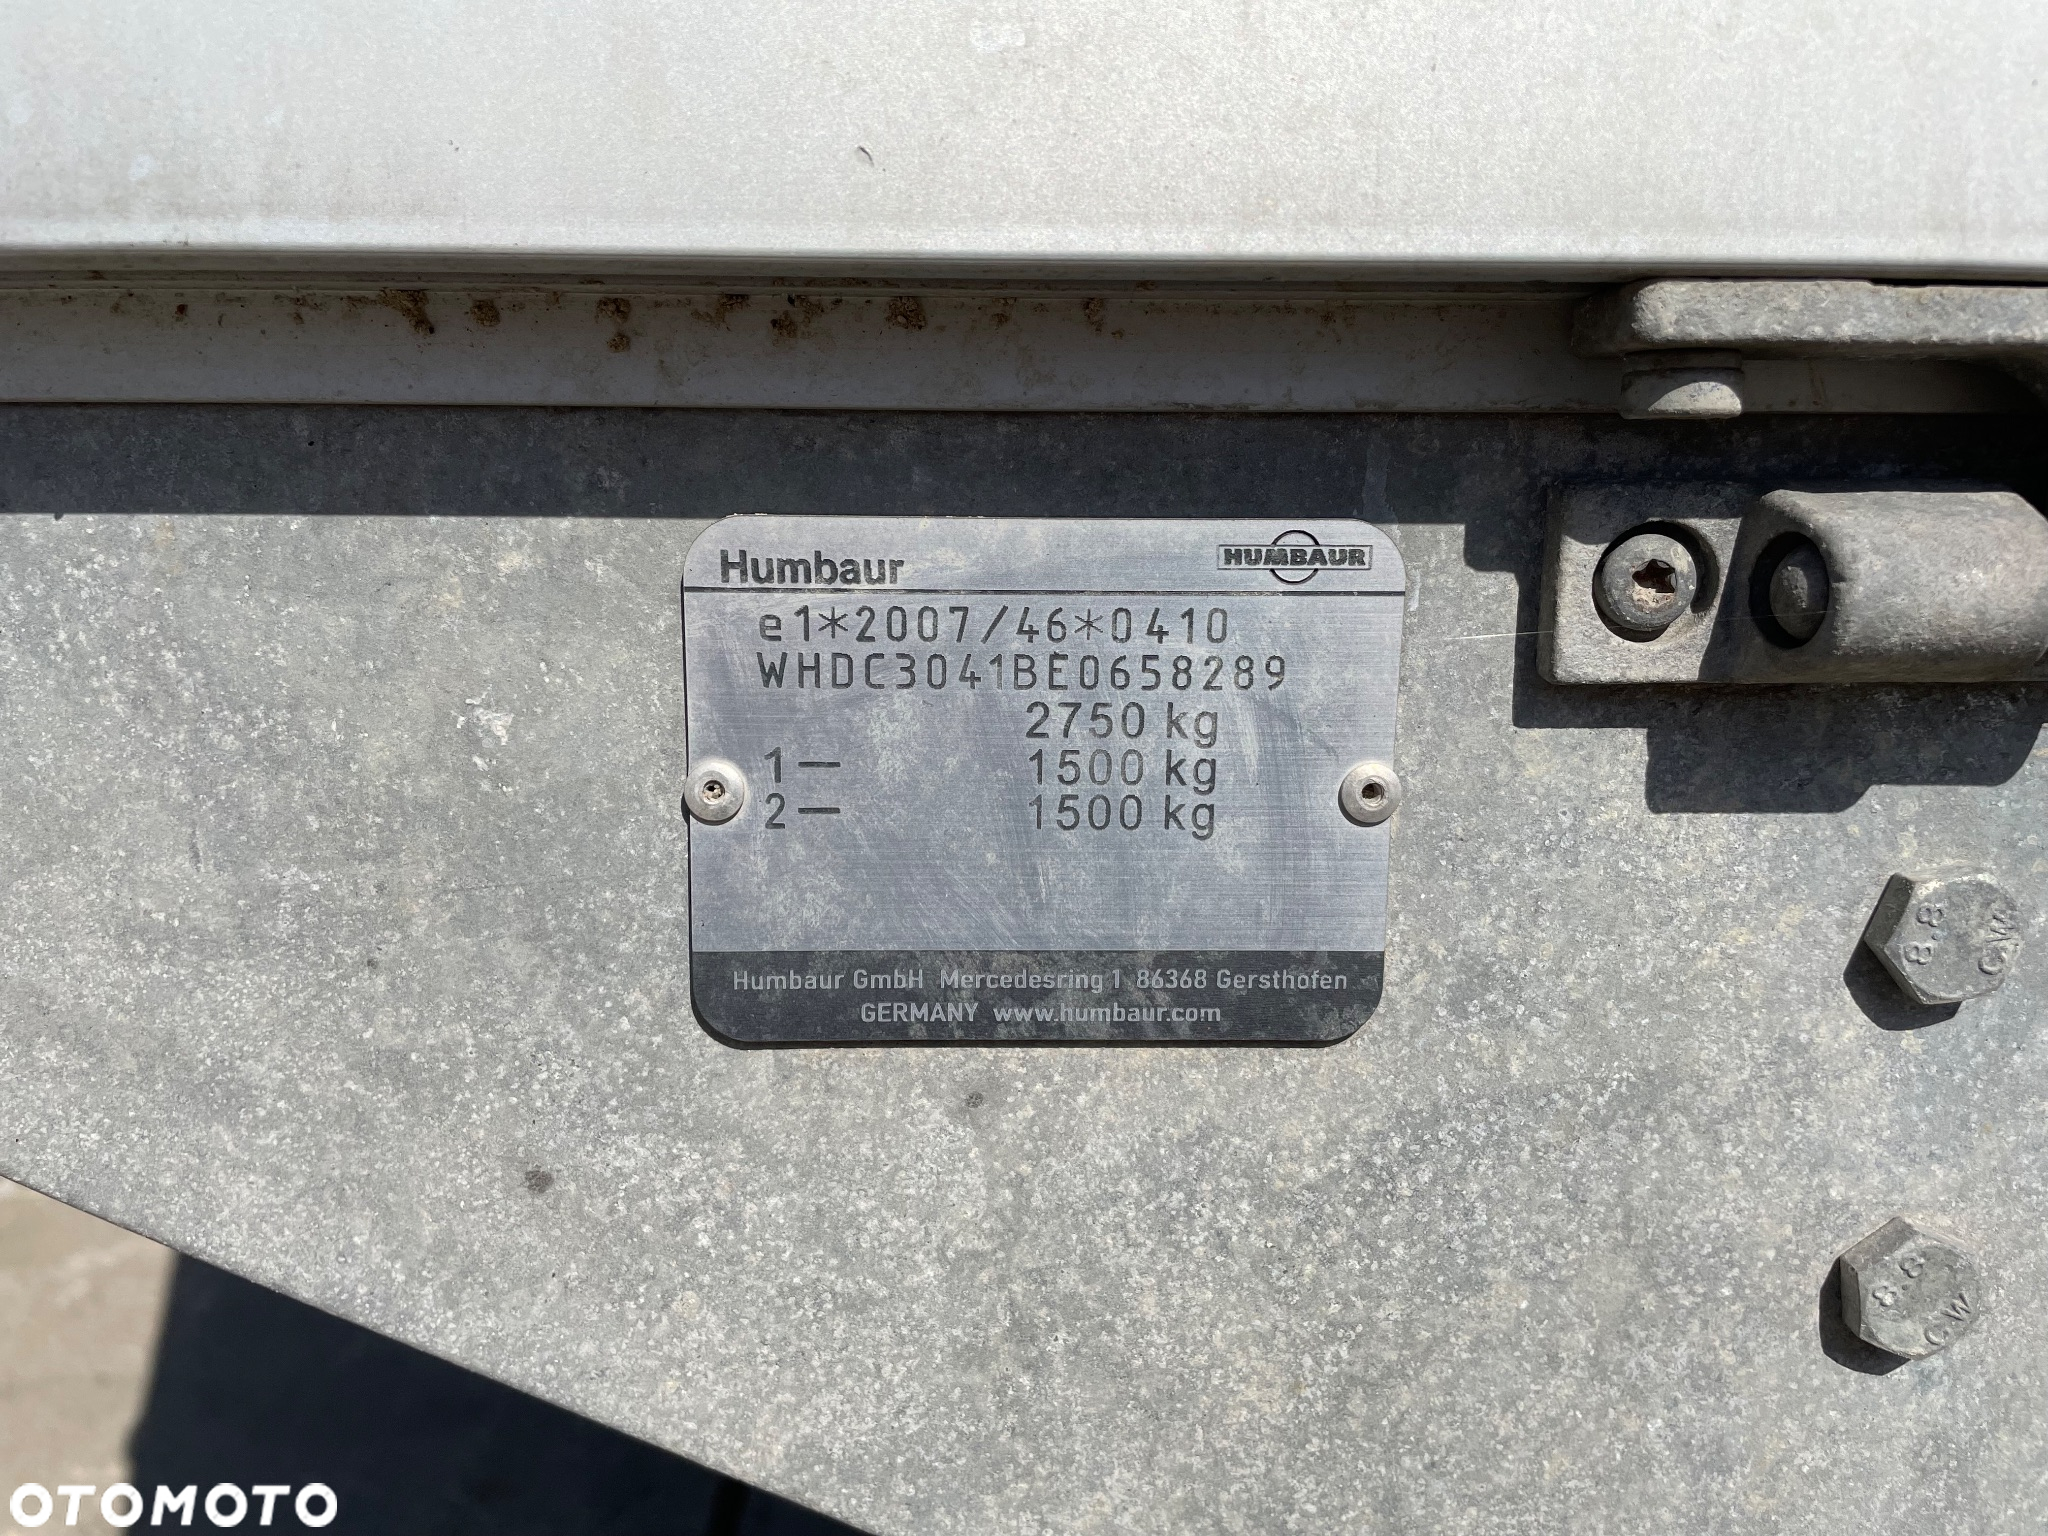 Humbaur
HUMBAUR
e1*2007/46*0410
WHDC3041BE0658289
2750 kg
1— 1500 kg
2— 1500 kg
Humbaur GmbH Mercedesring 1 86368 Gersthofen
GERMANY www.humbaur.com
8.8
CW
8.8
CW
OTOMOTO